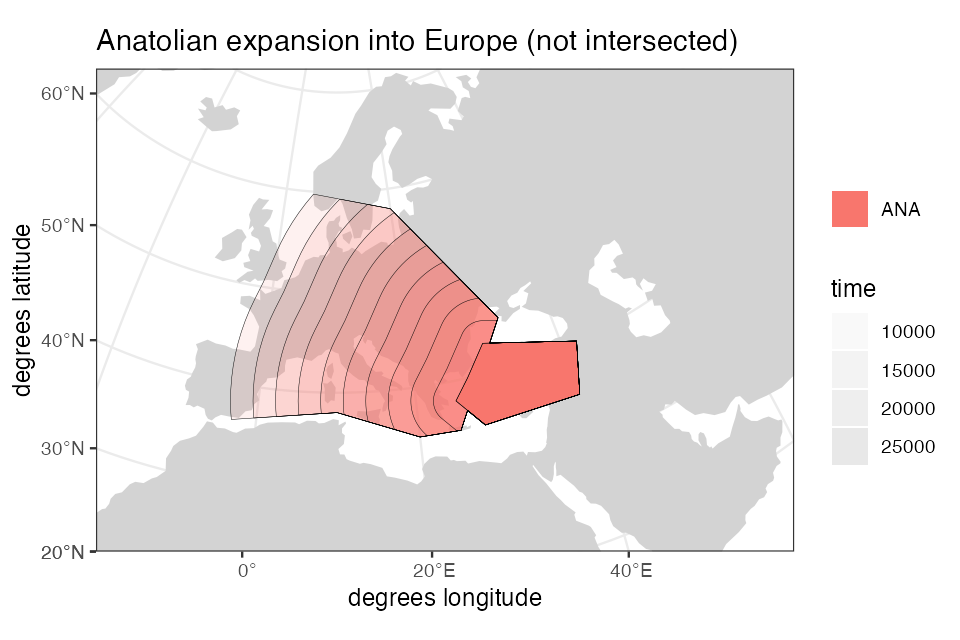 Anatolian expansion into Europe (not intersected)
60°N
50°N
40°N
30°N
20°N
degrees latitude
0°
20°E
40°E
degrees longitude
ANA
time
10000
15000
20000
25000